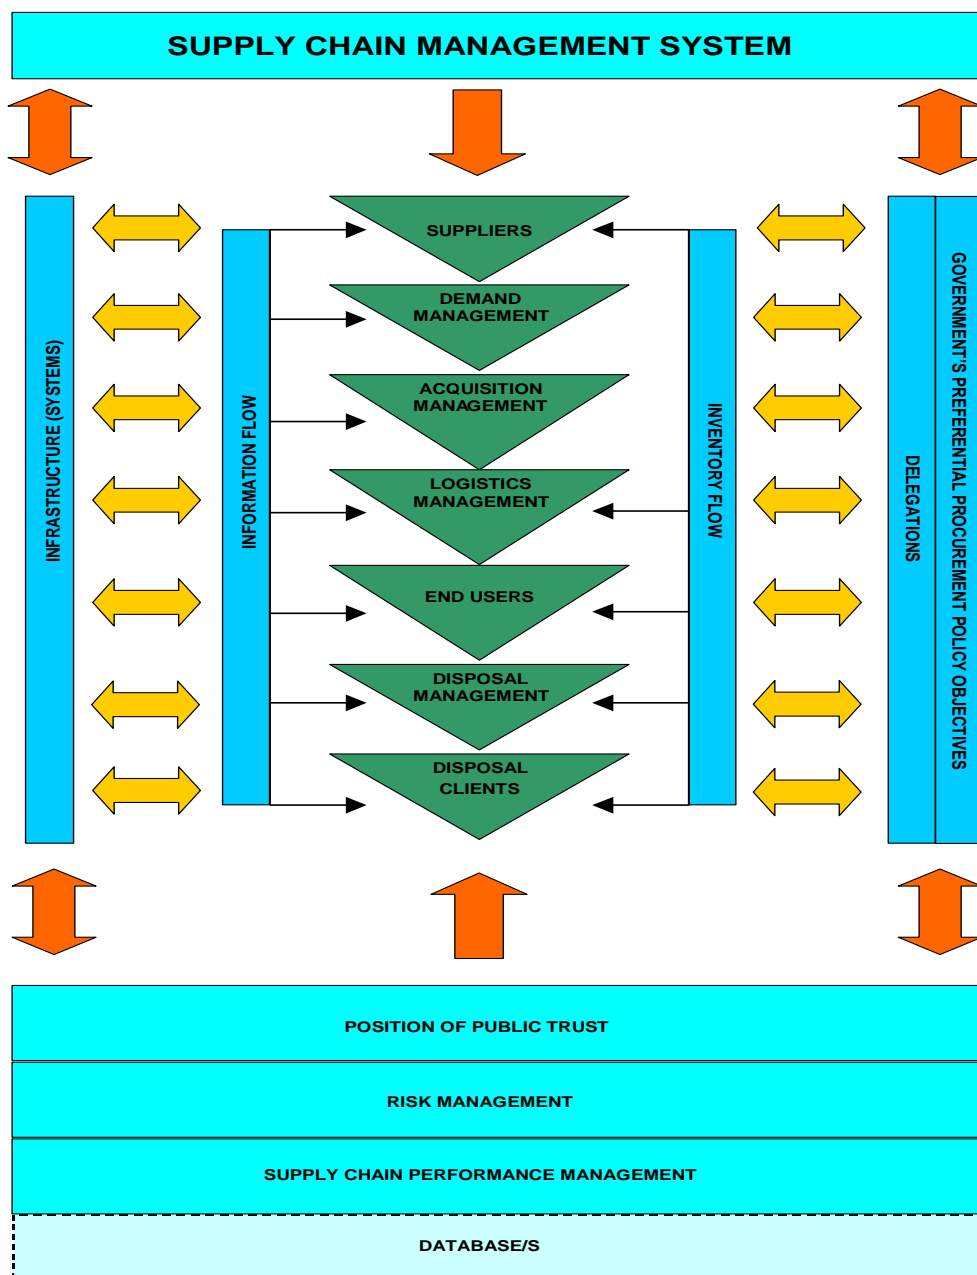 SUPPLY CHAIN MANAGEMENT SYSTEM
INFRASTRUCTURE (SYSTEMS)
INFORMATION FLOW
SUPPLIERS
DEMAND
MANAGEMENT
ACQUISITION
MANAGEMENT
LOGISTICS
MANAGEMENT
END USERS
DISPOSAL
MANAGEMENT
DISPOSAL
CLIENTS
INVENTORY FLOW
DELEGATIONS
GOVERNMENT'S PREFERENTIAL PROCUREMENT POLICY OBJECTIVES
POSITION OF PUBLIC TRUST
RISK MANAGEMENT
SUPPLY CHAIN PERFORMANCE MANAGEMENT
DATABASE/S